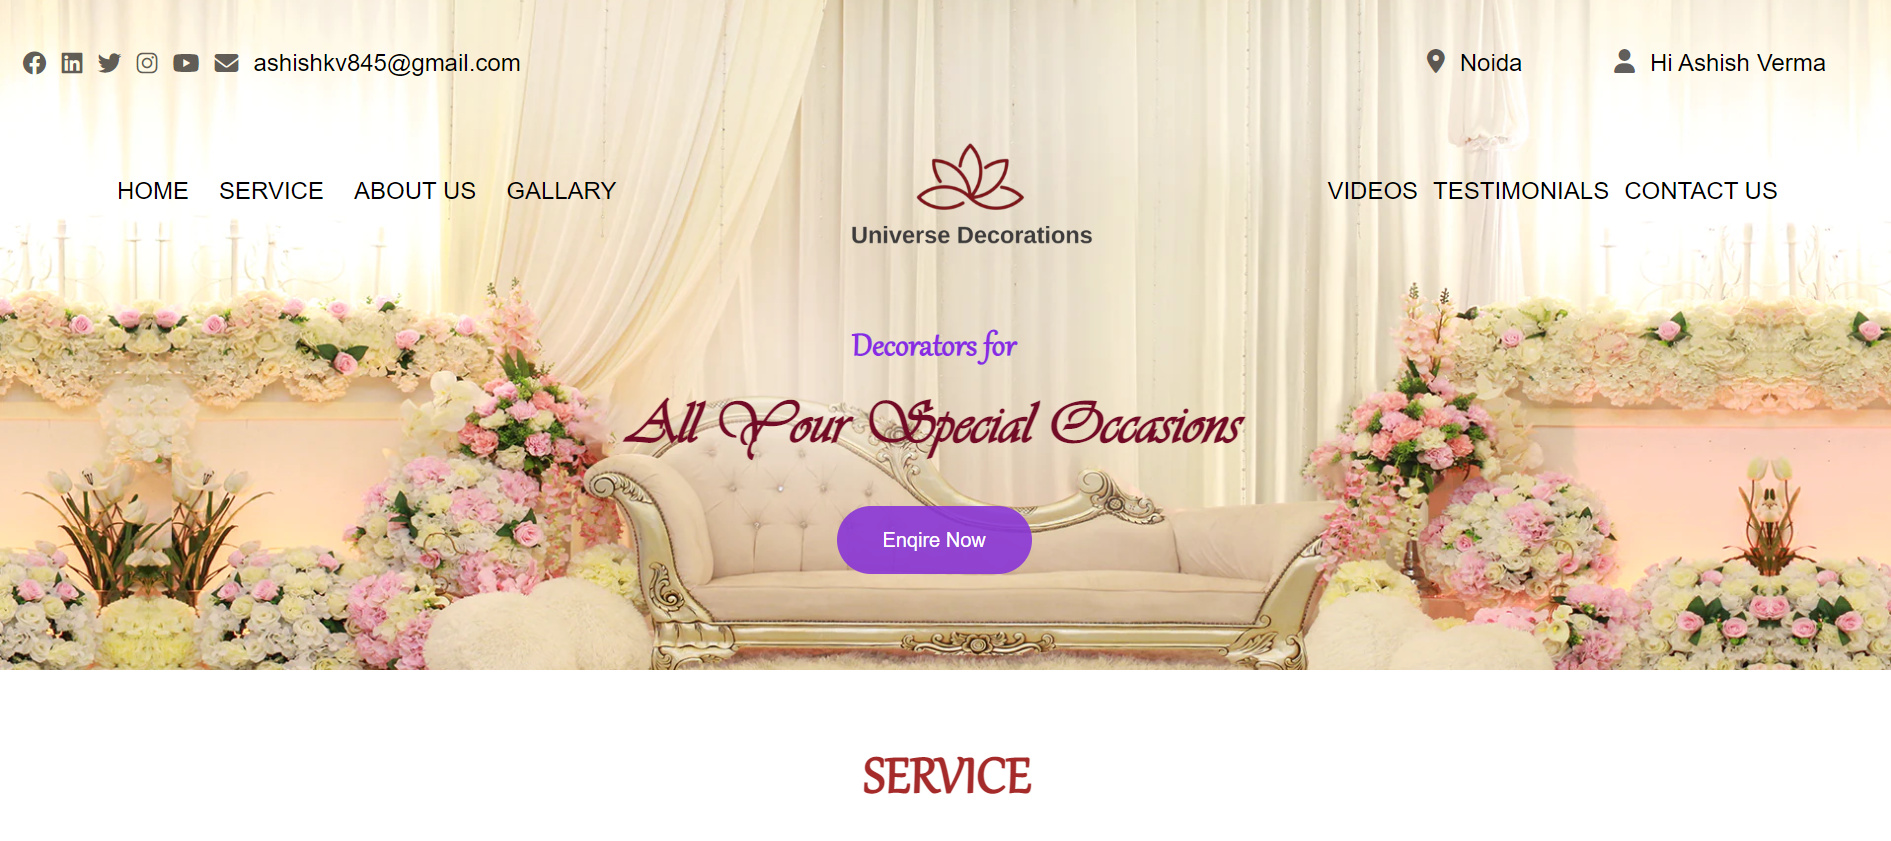 ashishkv845@gmail.com Noida Hi Ashish Verma
HOME SERVICE ABOUT US GALLARY VIDEOS TESTIMONIALS CONTACT US
Universe Decorations
Decorators for
All Your Special Occasions
Enqire Now
SERVICE